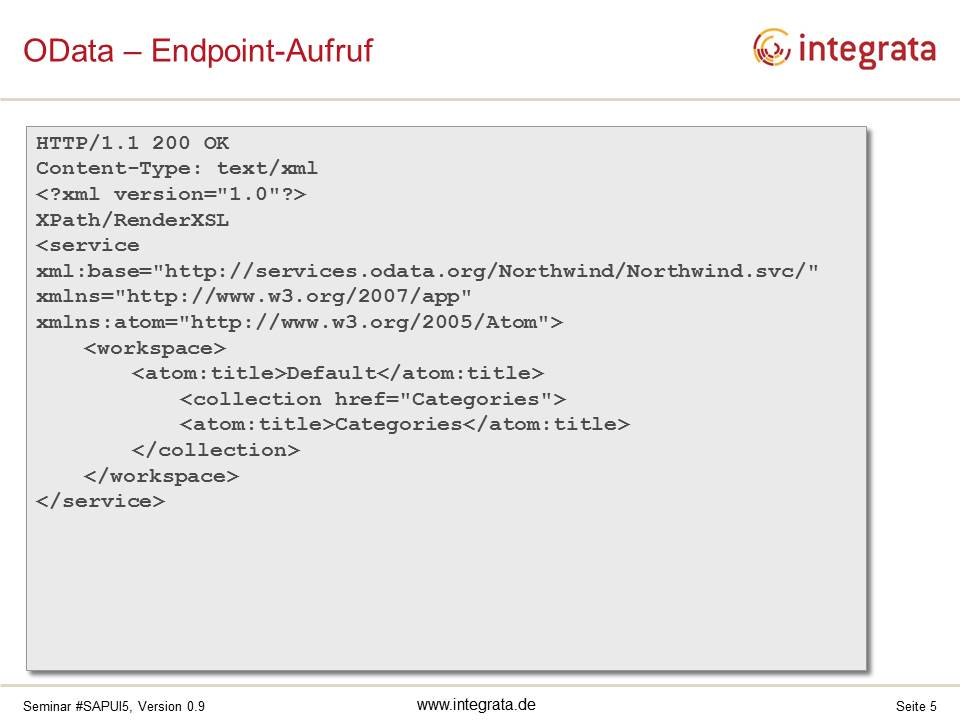 OData – Endpoint-Aufruf
integrata
HTTP/1.1 200 OK
Content-Type: text/xml
<?xml version="1.0"?>
XPath/RenderXSL
<service
xml:base="http://services.odata.org/Northwind/Northwind.svc/"
xmlns="http://www.w3.org/2007/app"
xmlns:atom="http://www.w3.org/2005/Atom">
<workspace>
<atom:title>Default</atom:title>
<collection href="Categories">
<atom:title>Categories</atom:title>
</collection>
</workspace>
</service>
Seminar #SAPUI5, Version 0.9
www.integrata.de
Seite 5